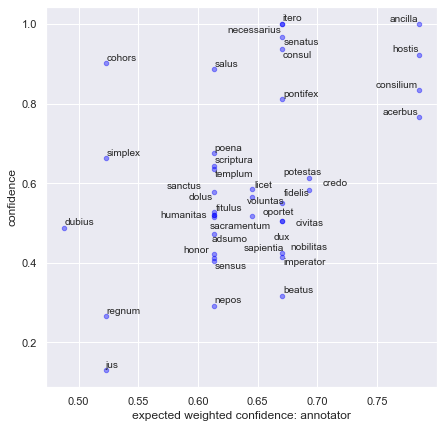 itero
ancilla
1.0
necessarius
senatus
hostis
consul
cohors
salus
consilium
pontifex
0.8
acerbus
poena
simplex
scriptura
templum
potestas
0.6
sanctus
licet
credo
dolus
voluntas
fidelis
titulus
humanitas
oportet
dubius
sacramentum
civitas
adsumo
dux
honor
sapientia
nobilitas
0.4
sensus
imperator
nepos
beatus
regnum
0.2
jus
confidence
0.50
0.55
0.60
0.65
0.70
0.75
expected weighted confidence: annotator